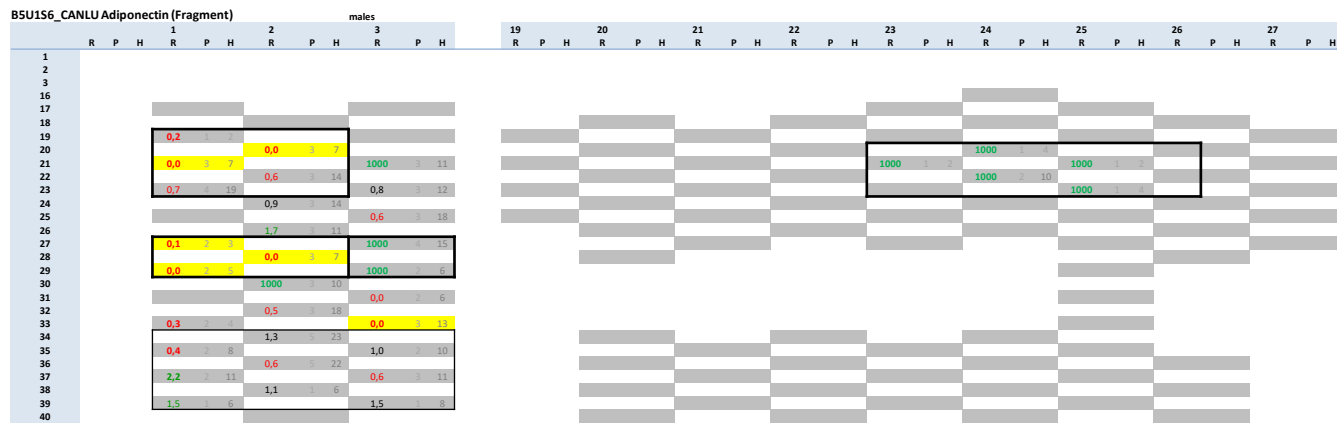 B5U1S6_CANLU Adiponectin (Fragment) males
1 2 3 19 20 21 22 23 24 25 26 27
R P H R P H R P H R P H R P H R P H R P H R P H R P H R P H R P H R P H R P H
1
2
3
16
17
18
19 0,2 1 2
20 0,0 3 7 1000 1 4
21 0,0 3 7 1000 3 11 1000 1 2 1000 1 2
22 0,6 3 14 1000 2 10
23 0,7 4 19 0,8 3 12 1000 1 4
24 0,9 3 14
25 0,6 3 18
26 1,7 3 11
27 0,1 2 3 1000 4 15
28 0,0 3 7
29 0,0 2 5 1000 2 6
30 1000 3 10
31 0,0 2 6
32 0,5 3 18
33 0,3 2 4 0,0 3 13
34 1,3 5 23
35 0,4 2 8 1,0 2 10
36 0,6 5 22
37 2,2 2 11 0,6 3 11
38 1,1 1 6
39 1,5 1 6 1,5 1 8
40